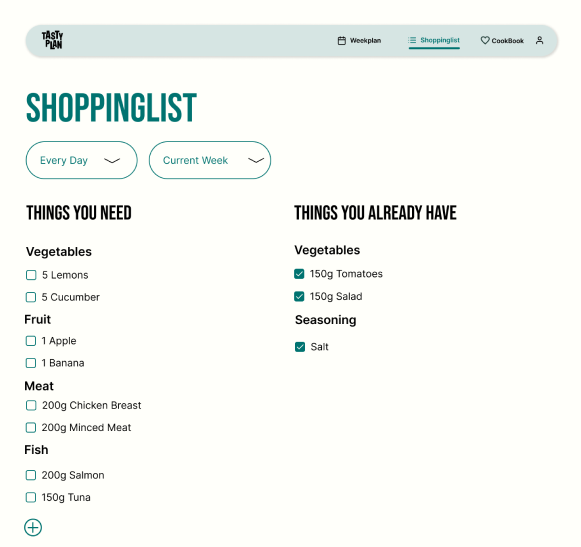 TASTY
PLAN
Weekplan
Shoppinglist
CookBook
SHOPPINGLIST
Every Day
Current Week
THINGS YOU NEED
Vegetables
5 Lemons
5 Cucumber
Fruit
1 Apple
1 Banana
Meat
200g Chicken Breast
200g Minced Meat
Fish
200g Salmon
150g Tuna
THINGS YOU ALREADY HAVE
Vegetables
150g Tomatoes
150g Salad
Seasoning
Salt